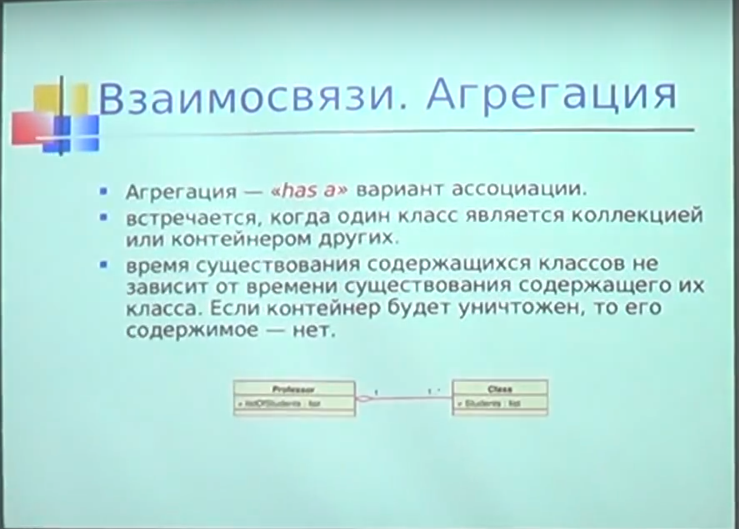 Взаимосвязи. Агрегация
Агрегация — «has a» вариант ассоциации.
встречается, когда один класс является коллекцией
или контейнером других.
время существования содержащихся классов не
зависит от времени существования содержащего их
класса. Если контейнер будет уничтожен, то его
содержимое — нет.
Professor
listOfStudents : list
Class
Students : list